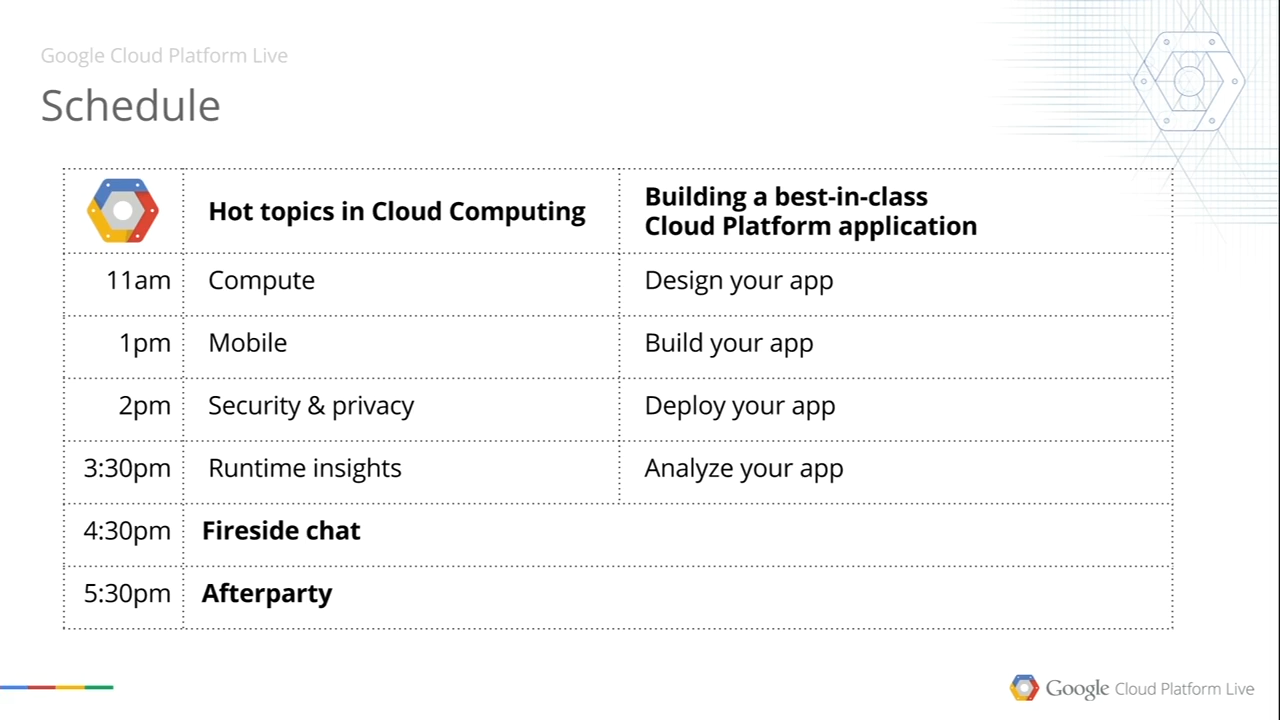 Google Cloud Platform Live
Schedule
Hot topics in Cloud Computing
Building a best-in-class
Cloud Platform application
11am Compute Design your app
1pm Mobile Build your app
2pm Security & privacy Deploy your app
3:30pm Runtime insights Analyze your app
4:30pm Fireside chat
5:30pm Afterparty
Google Cloud Platform Live